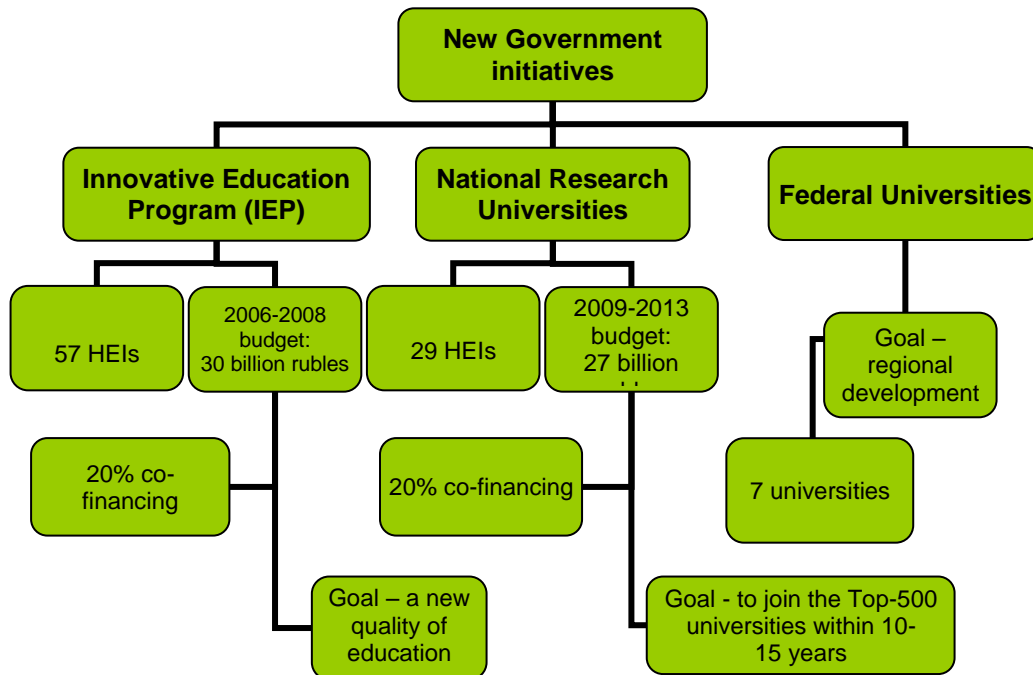 New Government
initiatives
Innovative Education
Program (IEP)
National Research
Universities
Federal Universities
57 HEIs
2006-2008
budget:
30 billion rubles
29 HEIs
2009-2013
budget:
27 billion
Goal –
regional
development
20% co-
financing
20% co-financing
7 universities
Goal – a new
quality of
education
Goal - to join the Top-500
universities within 10-
15 years